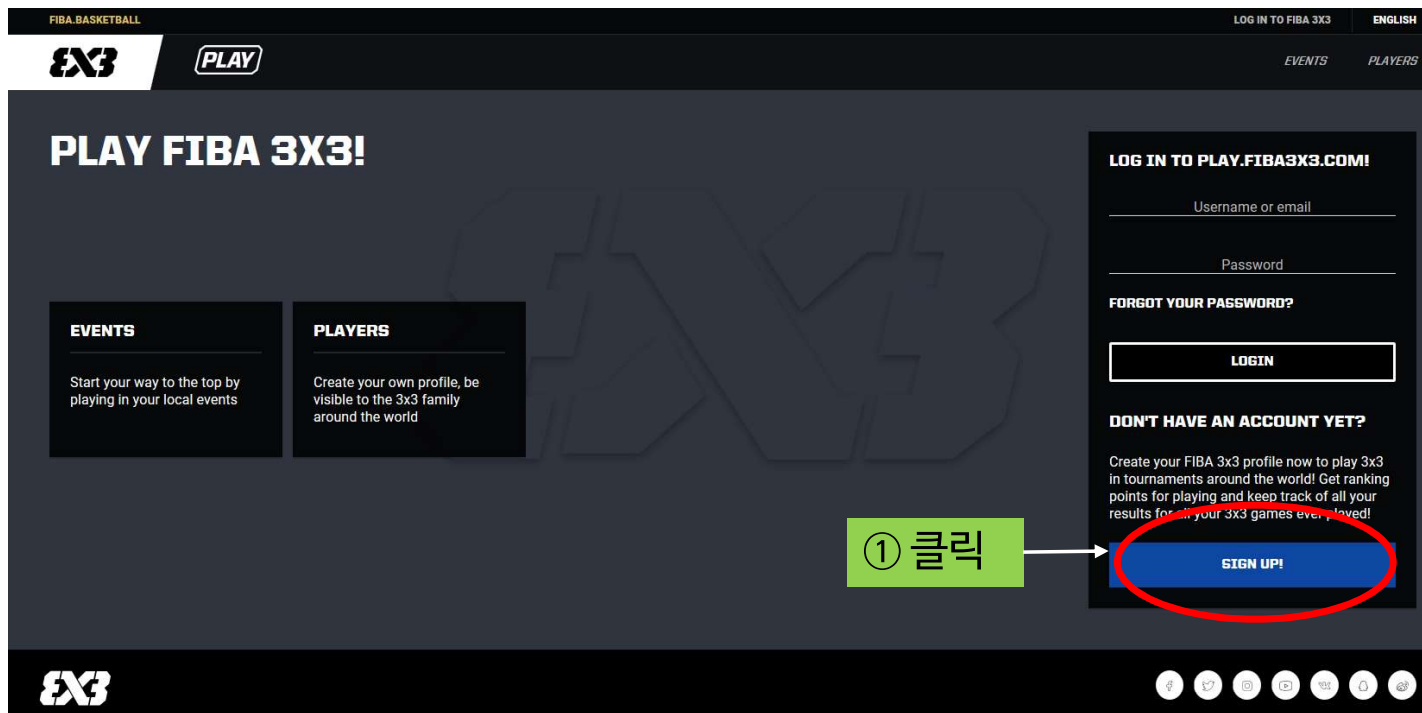 FIBA.BASKETBALL
LOG IN TO FIBA 3X3
ENGLISH
3X3
PLAY
EVENTS
PLAYERS
PLAY FIBA 3X3!
EVENTS
Start your way to the top by
playing in your local events
PLAYERS
Create your own profile, be
visible to the 3x3 family
around the world
LOG IN TO PLAY.FIBA3X3.COM!
Username or email
Password
FORGOT YOUR PASSWORD?
LOGIN
DON'T HAVE AN ACCOUNT YET?
Create your FIBA 3x3 profile now to play 3x3
in tournaments around the world! Get ranking
points for playing and keep track of all your
results for all your 3x3 games ever played!
① 클릭
SIGN UP!
3X3